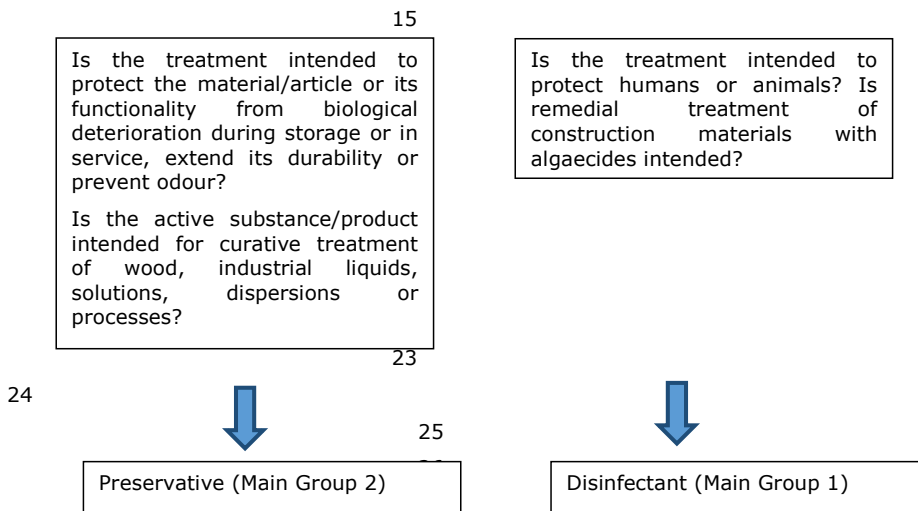 15
Is the treatment intended to
protect the material/article or its
functionality from biological
deterioration during storage or in
service, extend its durability or
prevent odour?
Is the active substance/product
intended for curative treatment
of wood, industrial liquids,
solutions, dispersions or
processes?
Is the treatment intended to
protect humans or animals? Is
remedial treatment of
construction materials with
algaecides intended?
23
24
25
Preservative (Main Group 2)
Disinfectant (Main Group 1)